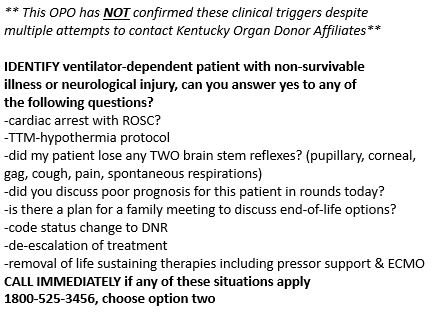 ** This OPO has NOT confirmed these clinical triggers despite
multiple attempts to contact Kentucky Organ Donor Affiliates**
IDENTIFY ventilator-dependent patient with non-survivable
illness or neurological injury, can you answer yes to any of
the following questions?
-cardiac arrest with ROSC?
-TTM-hypothermia protocol
-did my patient lose any TWO brain stem reflexes? (pupillary, corneal,
gag, cough, pain, spontaneous respirations)
-did you discuss poor prognosis for this patient in rounds today?
-is there a plan for a family meeting to discuss end-of-life options?
-code status change to DNR
-de-escalation of treatment
-removal of life sustaining therapies including pressor support & ECMO
CALL IMMEDIATELY if any of these situations apply
1800-525-3456, choose option two